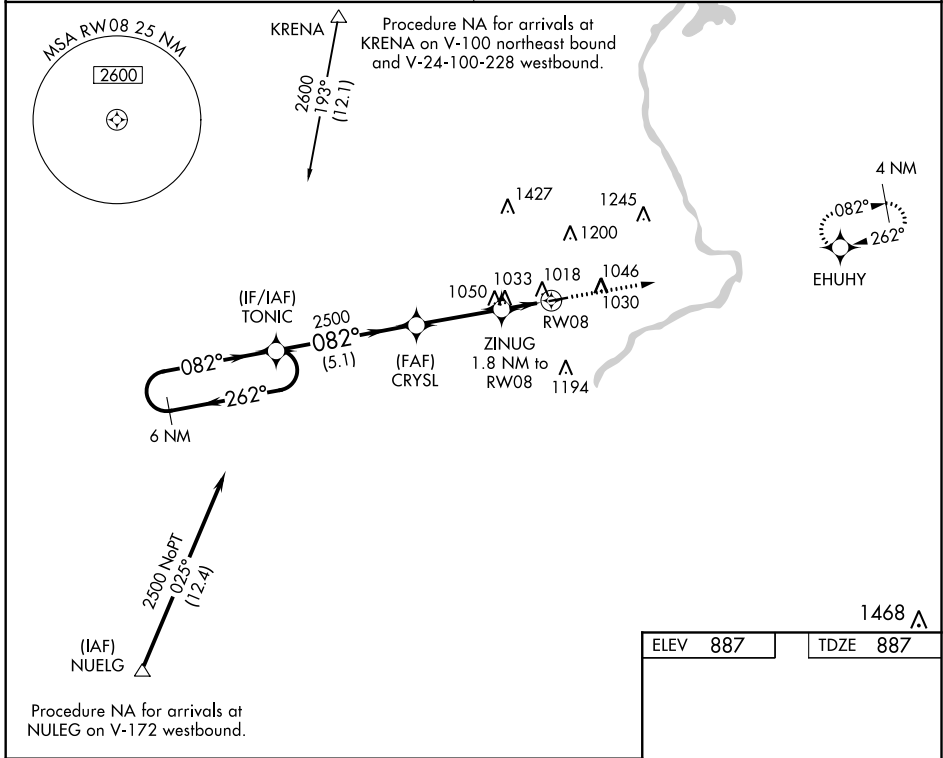 MSA RW08 25 NM
2600
KRENA
Procedure NA for arrivals at
KRENA on V-100 northeast bound
and V-24-100-228 westbound.
2600
193°
(12.1)
4 NM
082°
262°
EHUHY
1427
1245
1200
1050
1033
1018
1046
1030
RW08
(IF/IAF)
TONIC
2500
082°
(5.1)
(FAF)
CRYSL
ZINUG
1.8 NM to
RW08
1194
082°
262°
6 NM
2500 NoPT
025°
(12.4)
(IAF)
NUELG
Procedure NA for arrivals at
NULEG on V-172 westbound.
1468
ELEV 887
TDZE 887